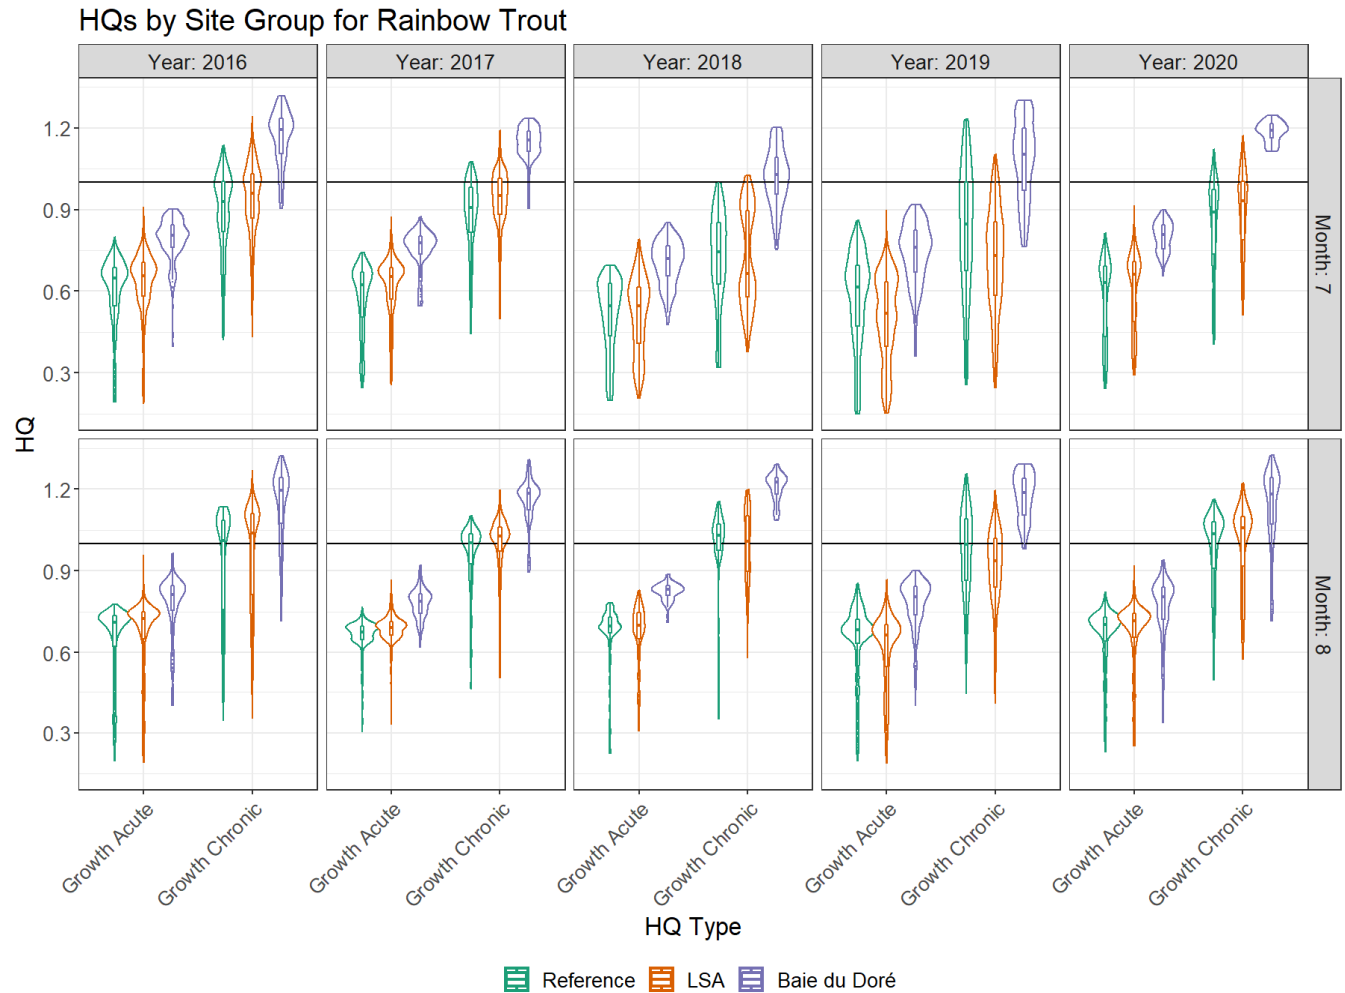 HQs by Site Group for Rainbow Trout
Year: 2016
Year: 2017
Year: 2018
Year: 2019
Year: 2020
1.2
0.9
0.6
0.3
Month: 7
HQ
1.2
0.9
0.6
0.3
Month: 8
Growth Acute
Growth Chronic
Growth Acute
Growth Chronic
Growth Acute
Growth Chronic
Growth Acute
Growth Chronic
Growth Acute
Growth Chronic
HQ Type
Reference
LSA
Baie du Doré